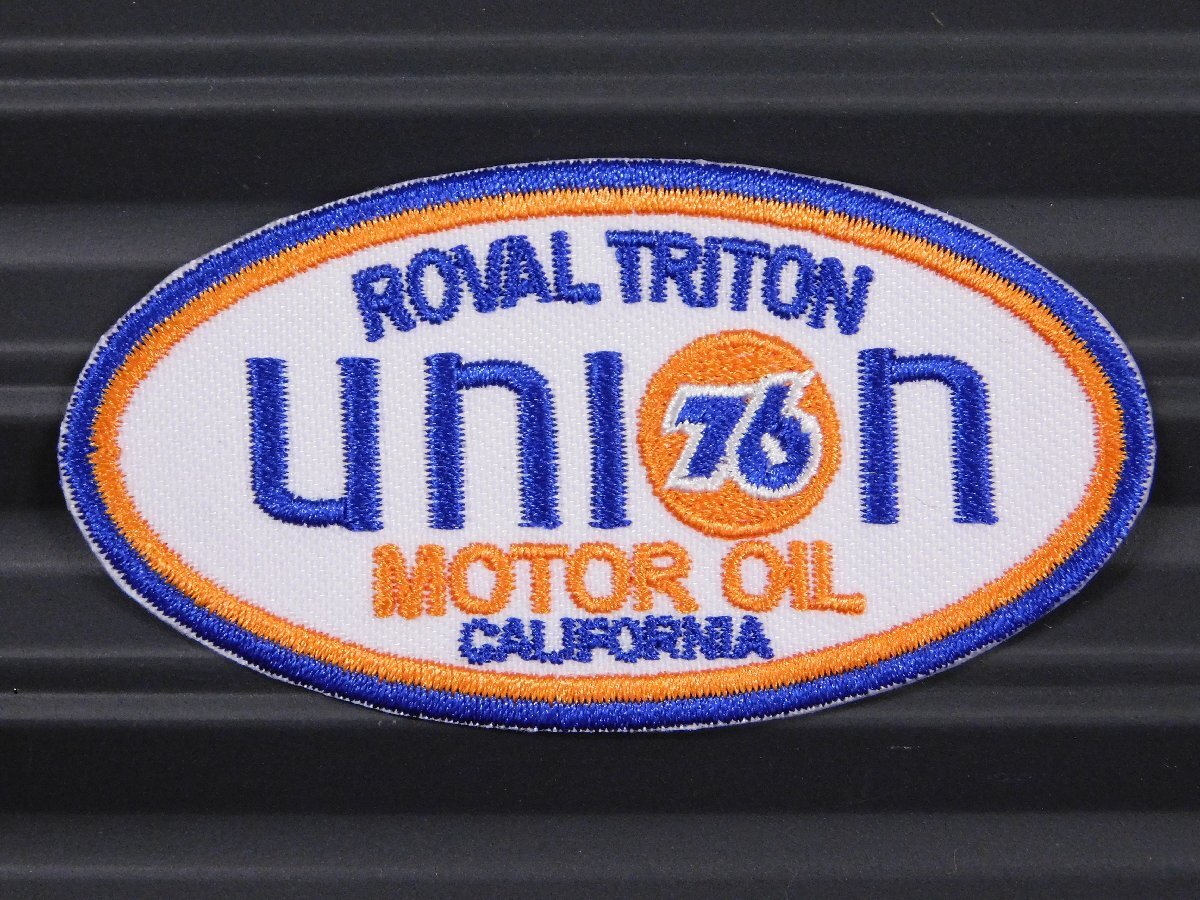 ROVAL TRITON
union 76
MOTOR OIL
CALIFORNIA